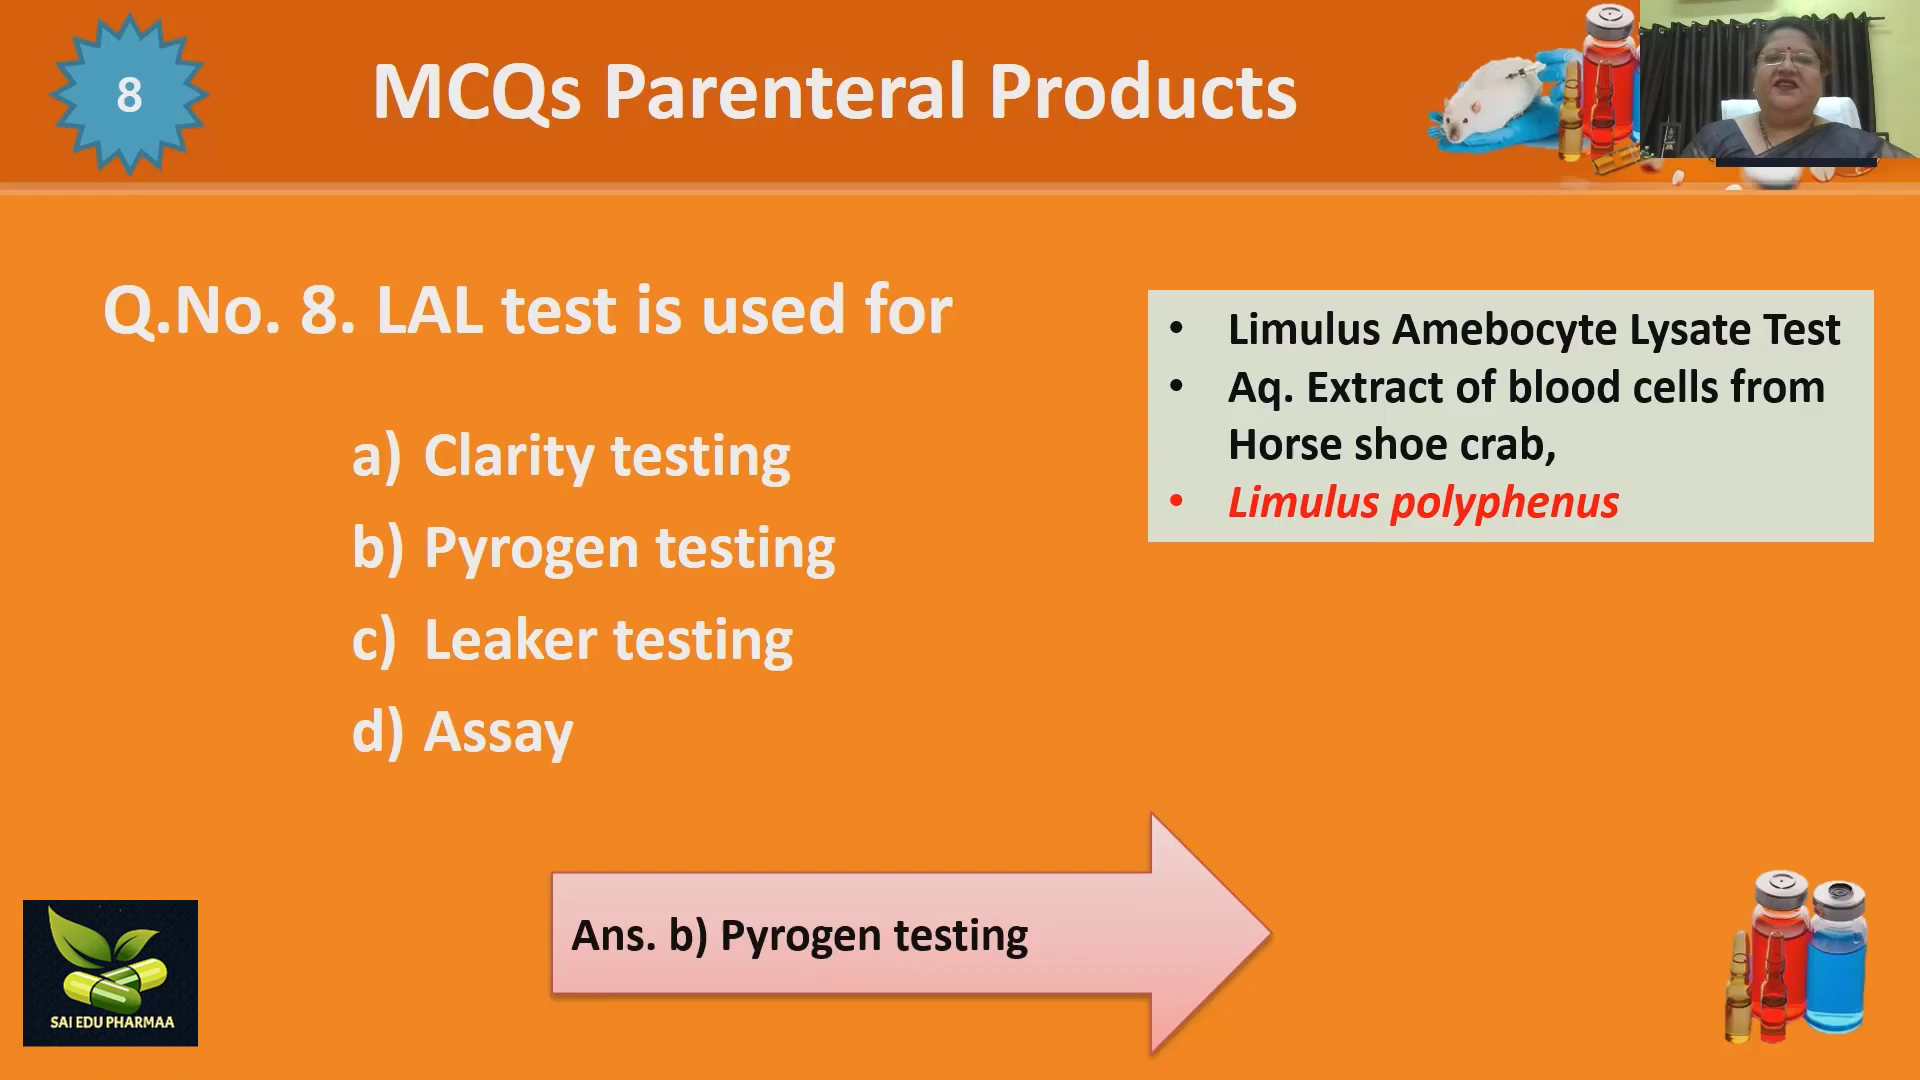 8
MCQs Parenteral Products
Q.No. 8. LAL test is used for
a) Clarity testing
b) Pyrogen testing
c) Leaker testing
d) Assay
• Limulus Amebocyte Lysate Test
• Aq. Extract of blood cells from
Horse shoe crab,
• Limulus polyphenus
Ans. b) Pyrogen testing
SAI EDU PHARMAA